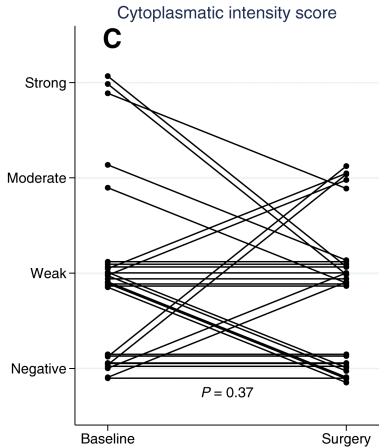 Cytoplasmatic intensity score
C
Strong
Moderate
Weak
Negative
P = 0.37
Baseline Surgery